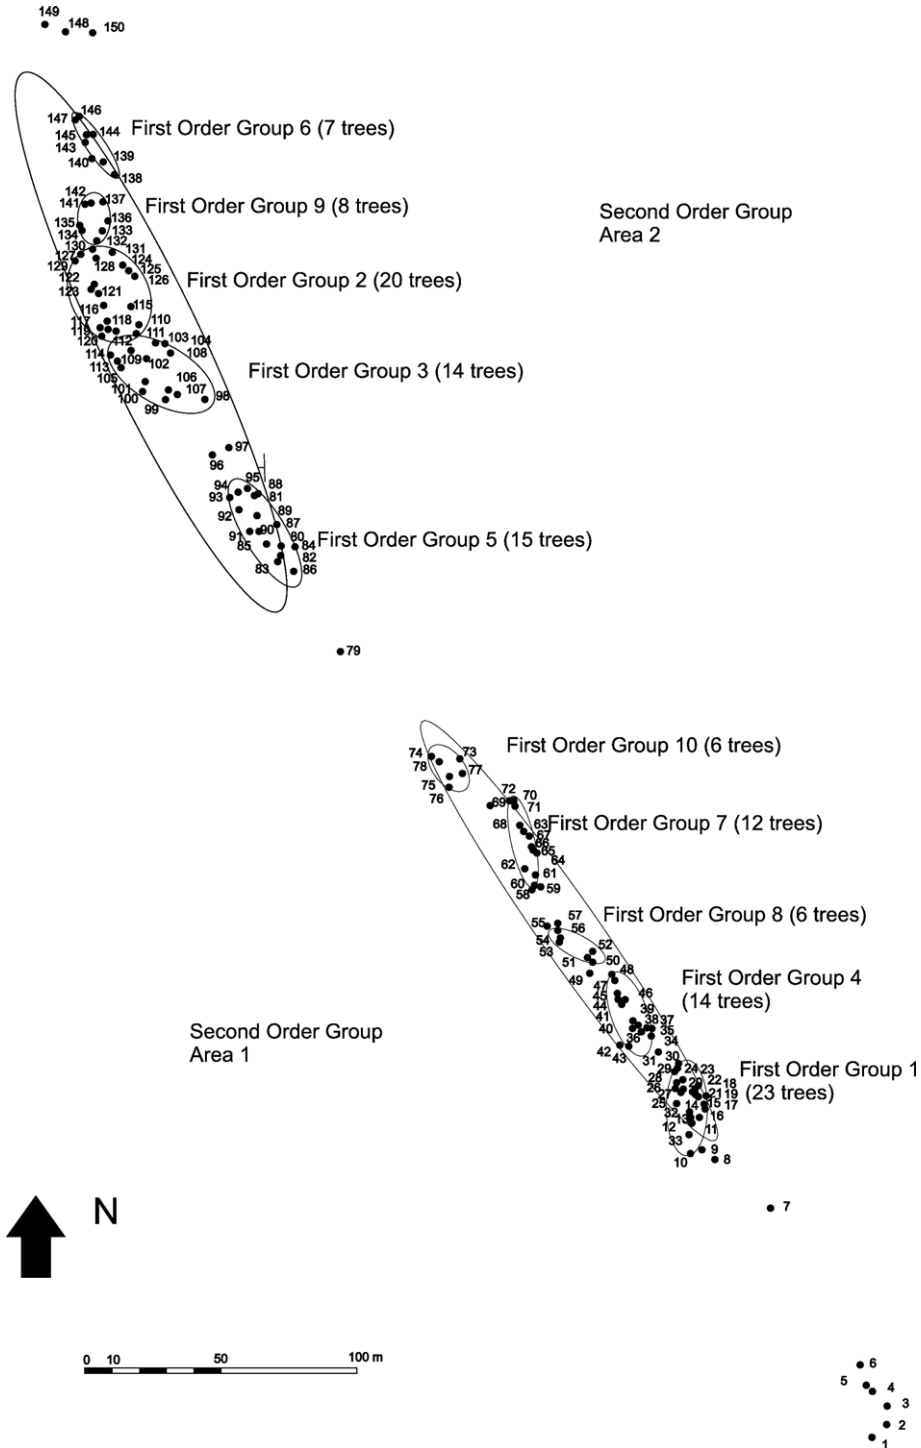 149 148 150
146
147
First Order Group 6 (7 trees)
145 144
143
140 139
138
142
141 137
First Order Group 9 (8 trees)
135 136
134 133
132
130 131
127 124
129 128 125
First Order Group 2 (20 trees)
122 126
123 121
116 115
117 118 110
119 111 103 104
120 112 108
114 109 102
First Order Group 3 (14 trees)
113
105 106
101 107 98
100
99
97
96
95 88
94 81
93
92 89
87
91 90 80
85 84
First Order Group 5 (15 trees)
82
83 86
Second Order Group
Area 2
79
First Order Group 10 (6 trees)
74 73
78 77
75
76
72 70
69 71
68 63
First Order Group 7 (12 trees)
67
66
65
64
62
61
60 59
58
First Order Group 8 (6 trees)
57
55 56
54
53 52
51 50
49 48
47
First Order Group 4
(14 trees)
46
45
44 39
41 38 37
40 36 35
34
42 43 31
30
First Order Group 1
(23 trees)
29 24 23
28 22 18
26 20
27 21 19
25 14 15 17
32 13 16
12 11
33
10 9
8
Second Order Group
Area 1
7
N
0 10 50 100 m
6
5 4
3
2
1